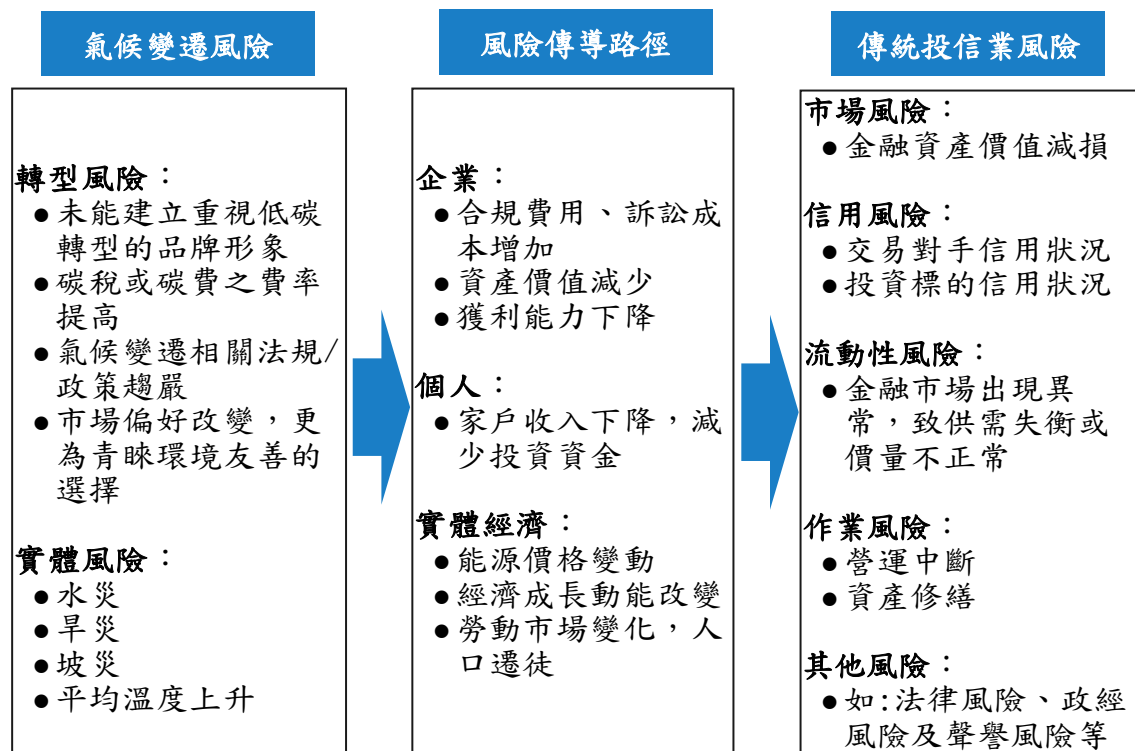 氣候變遷風險
轉型風險：
●未能建立重視低碳
轉型的品牌形象
●碳稅或碳費之費率
提高
●氣候變遷相關法規/
政策趨嚴
●市場偏好改變，更
為青睞環境友善的
選擇
實體風險：
●水災
●旱災
●坡災
●平均溫度上升
風險傳導路徑
企業：
●合規費用、訴訟成
本增加
●資產價值減少
●獲利能力下降
個人：
●家戶收入下降，減
少投資資金
實體經濟：
●能源價格變動
●經濟成長動能改變
●勞動市場變化，人
口遷徒
傳統投信業風險
市場風險：
●金融資產價值減損
信用風險：
●交易對手信用狀況
●投資標的信用狀況
流動性風險：
●金融市場出現異
常，致供需失衡或
價量不正常
作業風險：
●營運中斷
●資產修繕
其他風險：
●如:法律風險、政經
風險及聲譽風險等